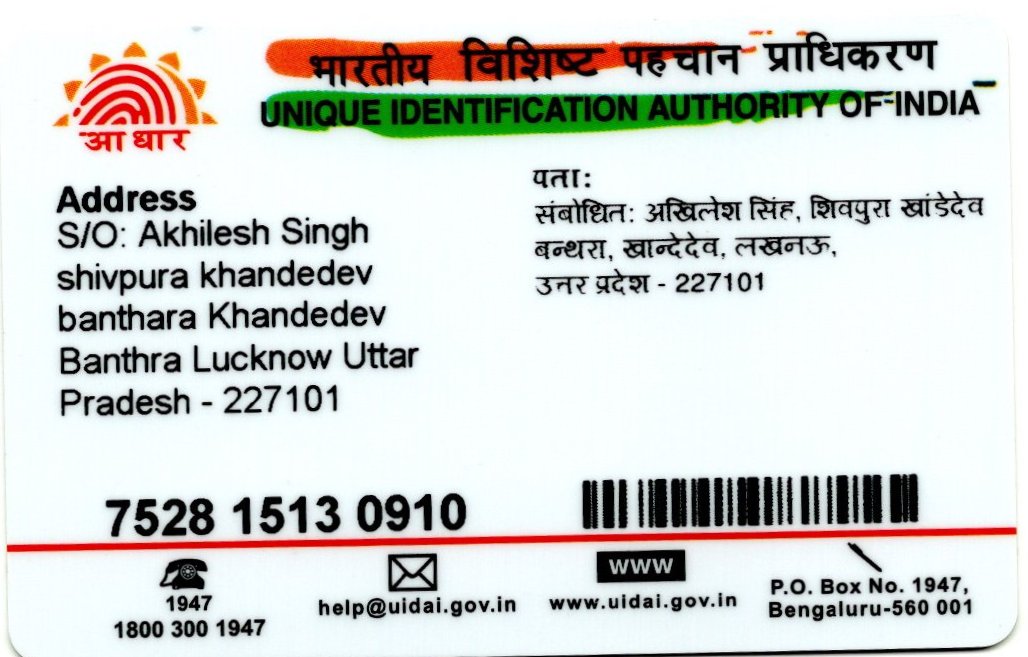 भारतीय विशिष्ट पहचान प्राधिकरण
UNIQUE IDENTIFICATION AUTHORITY OF INDIA
आधार
Address
S/O: Akhilesh Singh
shivpura khandedev
banthara Khandedev
Banthra Lucknow Uttar
Pradesh - 227101
पता:
संबोधित: अखिलेश सिंह, शिवपुरा खांडेदेव
बन्थरा, खान्देदेव, लखनऊ,
उत्तर प्रदेश - 227101
7528 1513 0910
1947
1800 300 1947
help@uidai.gov.in
www
www.uidai.gov.in
P.O. Box No. 1947,
Bengaluru-560 001